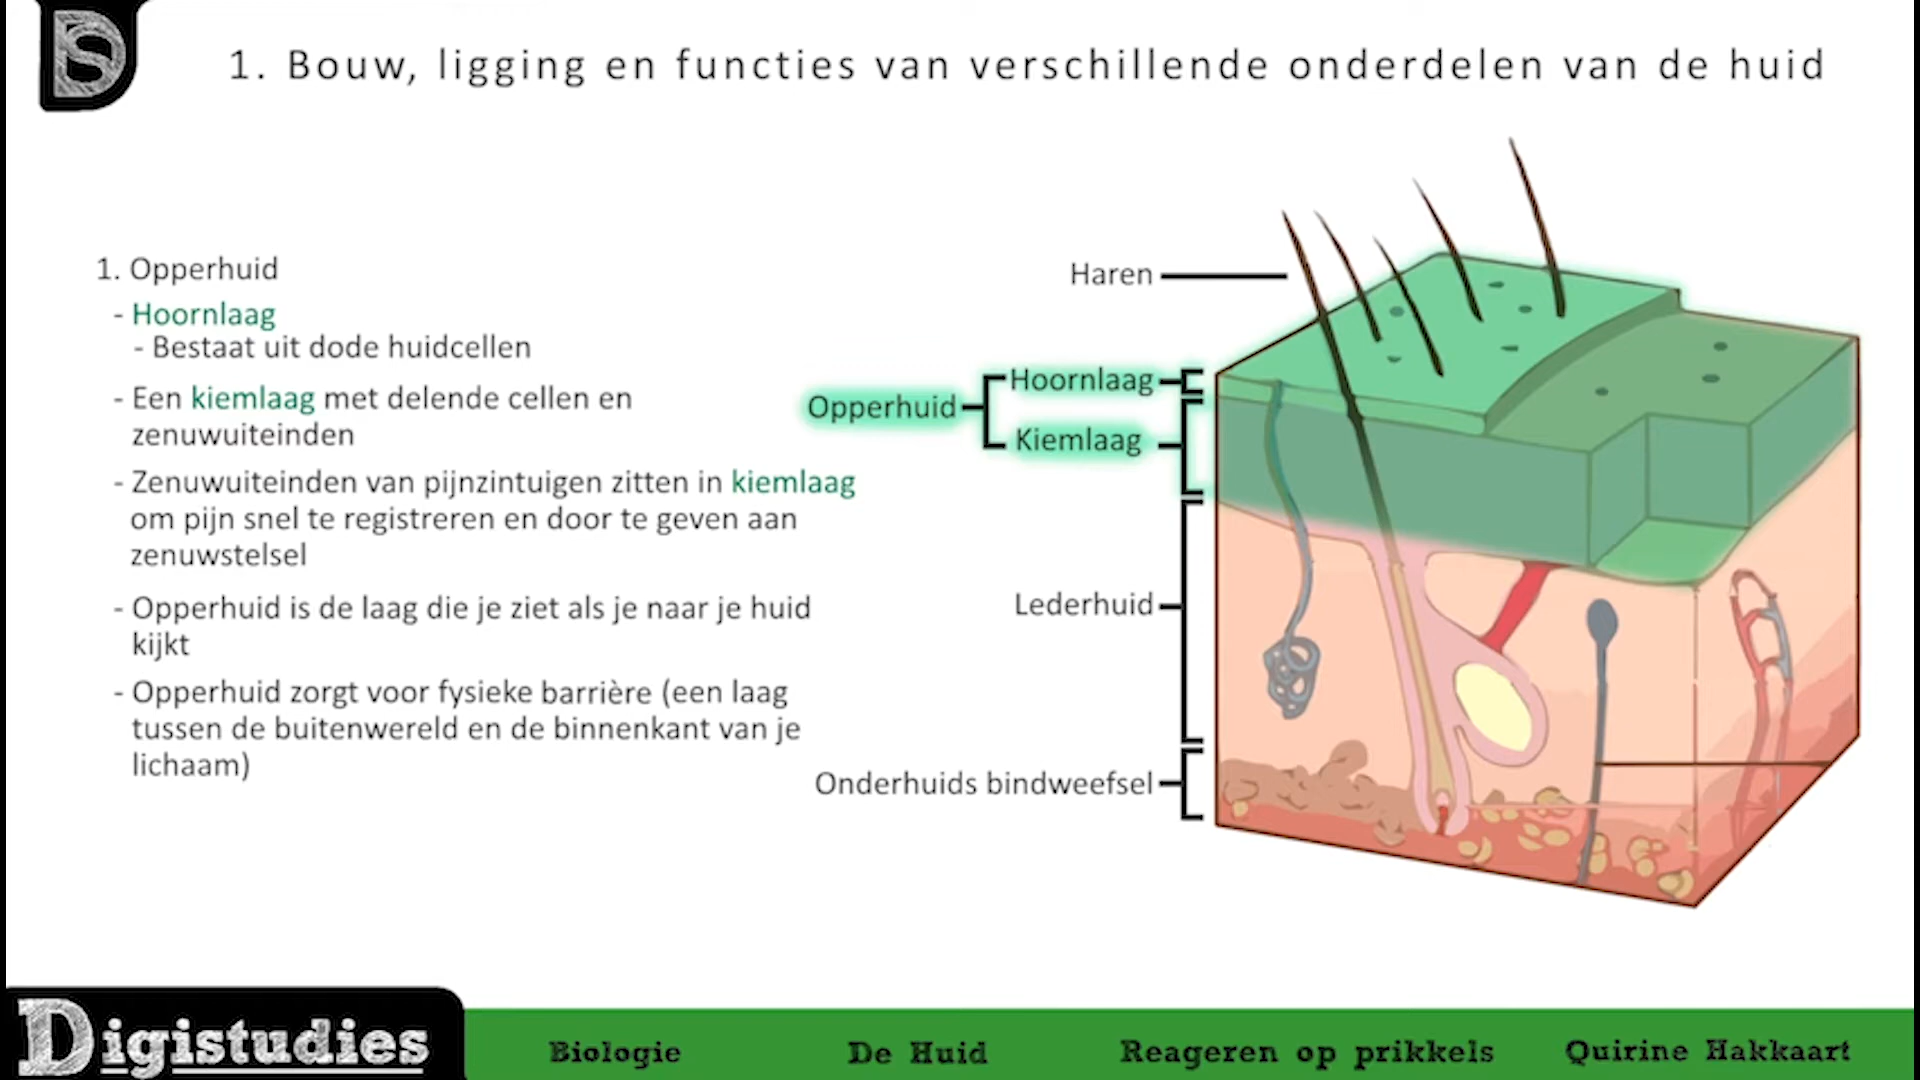 DS
1. Bouw, ligging en functies van verschillende onderdelen van de huid
1. Opperhuid
- Hoornlaag
- Bestaat uit dode huidcellen
- Een kiemlaag met delende cellen en
zenuwuiteinden
- Zenuwuiteinden van pijnzintuigen zitten in kiemlaag
om pijn snel te registreren en door te geven aan
zenuwstelsel
- Opperhuid is de laag die je ziet als je naar je huid
kijkt
- Opperhuid zorgt voor fysieke barrière (een laag
tussen de buitenwereld en de binnenkant van je
lichaam)
Haren
Hoornlaag
Opperhuid
Kiemlaag
Lederhuid
Onderhuids bindweefsel
Digistudies
Biologie
De Huid
Reageren op prikkels
Quirine Hakkaart